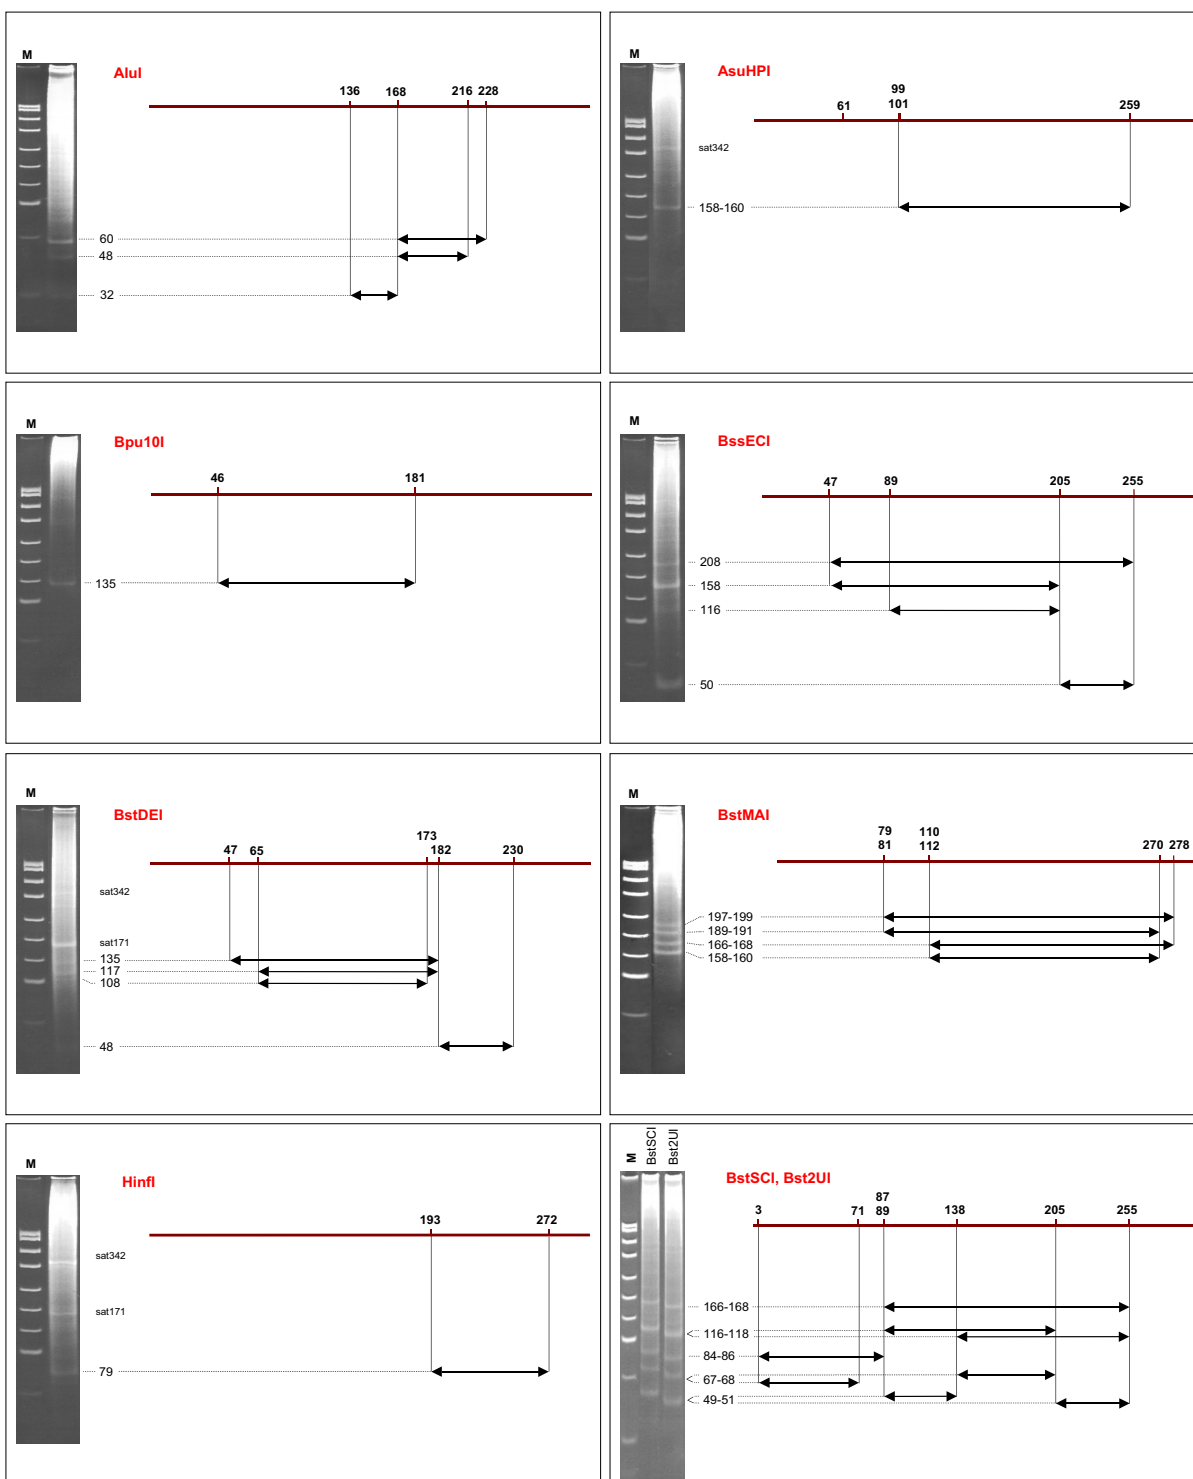 M
AluI
136 168 216 228
60
48
32
M
AsuHPI
61 99 259
101
sat342
158-160
M
Bpu10I
46 181
135
M
BssECI
47 89 205 255
208
158
116
50
M
BstDEI
173
47 65 182 230
sat342
sat171
135
117
108
48
M
BstMAI
79 110
81 112 270 278
197-199
189-191
166-168
158-160
M
HinfI
193 272
sat342
sat171
79
M BstSCI Bst2UI
BstSCI, Bst2UI
87
3 71 89 138 205 255
166-168
116-118
84-86
67-68
49-51